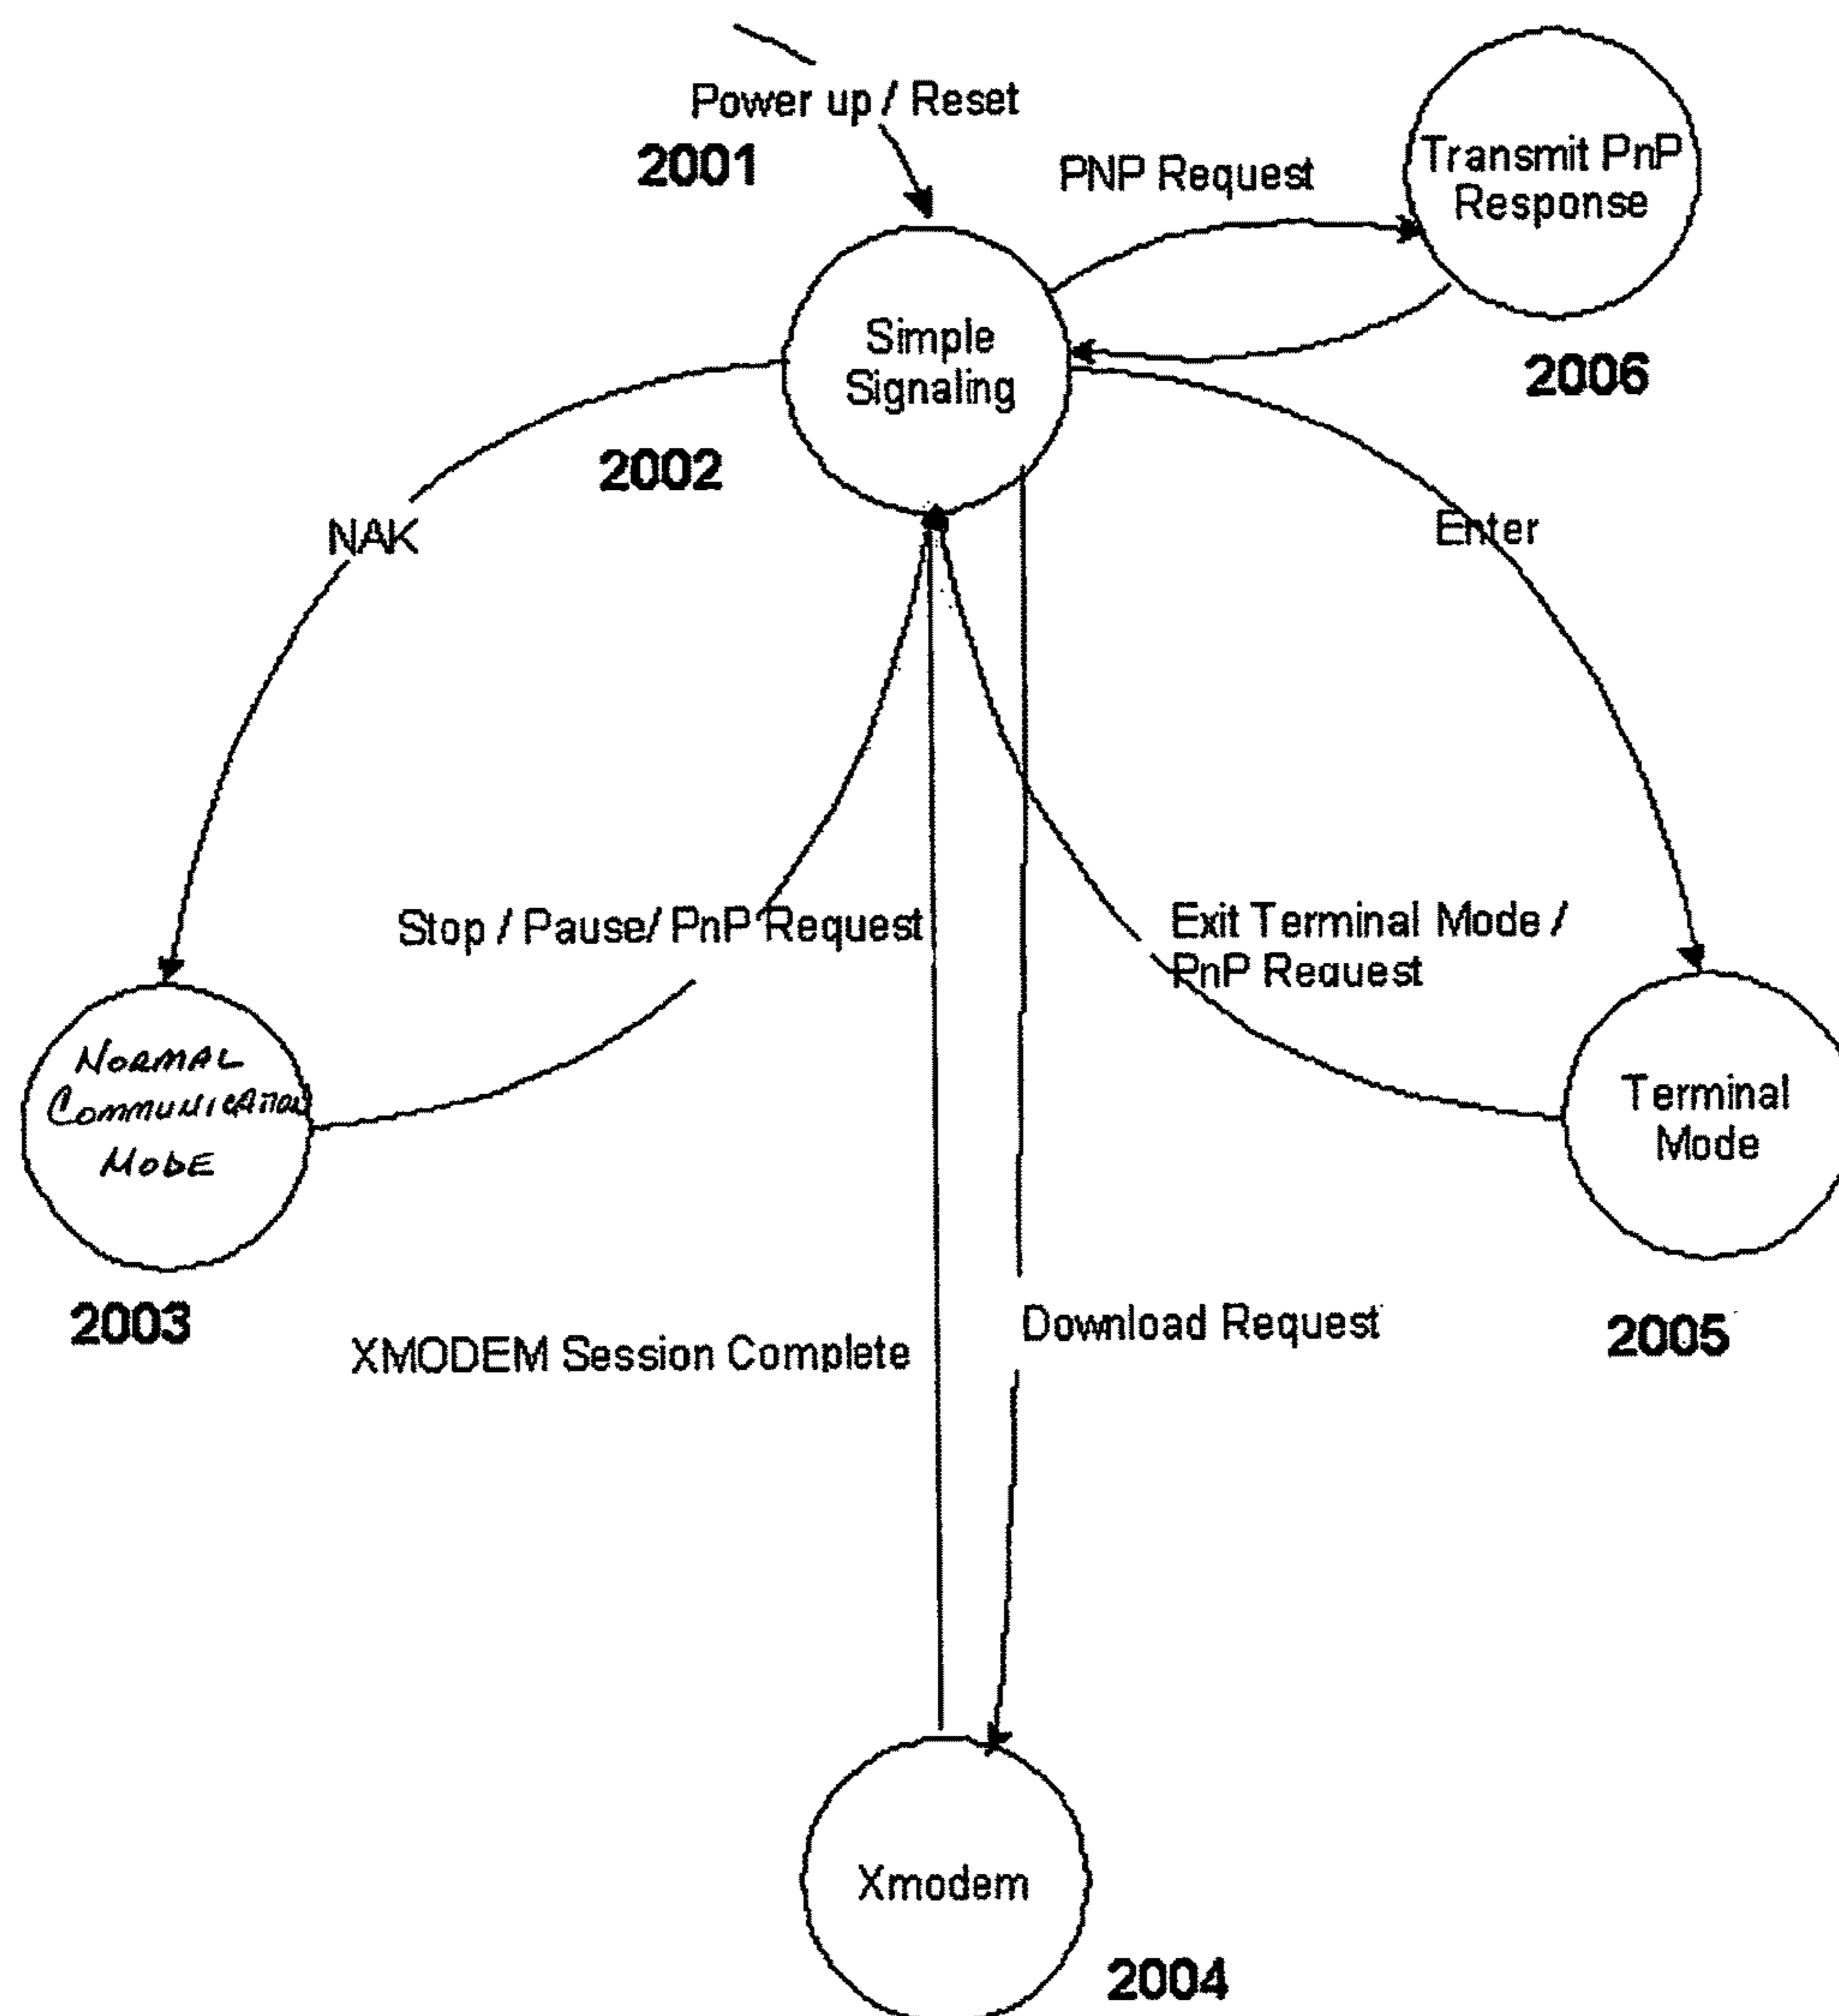 Power up / Reset
2001
PNP Request
Transmit PnP
Response
2006
Simple
Signaling
2002
NAK
Enter
Stop / Pause/ PnP Request
Exit Terminal Mode /
PnP Request
NORMAL
COMMUNICATION
MODE
2003
Terminal
Mode
2005
XMODEM Session Complete
Download Request
Xmodem
2004